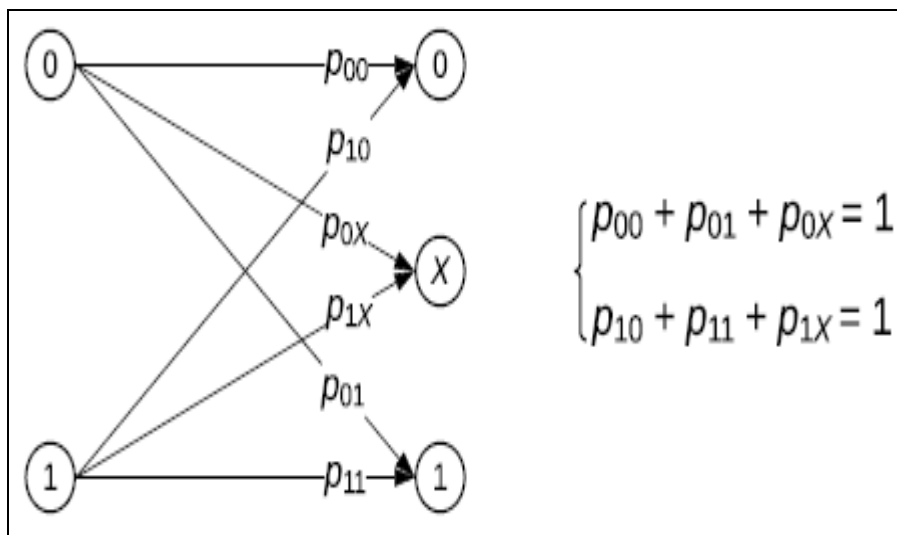 0 p00 0
p10
p0X
p00 + p01 + p0X = 1
X
p1X
p10 + p11 + p1X = 1
p01
1 p11 1